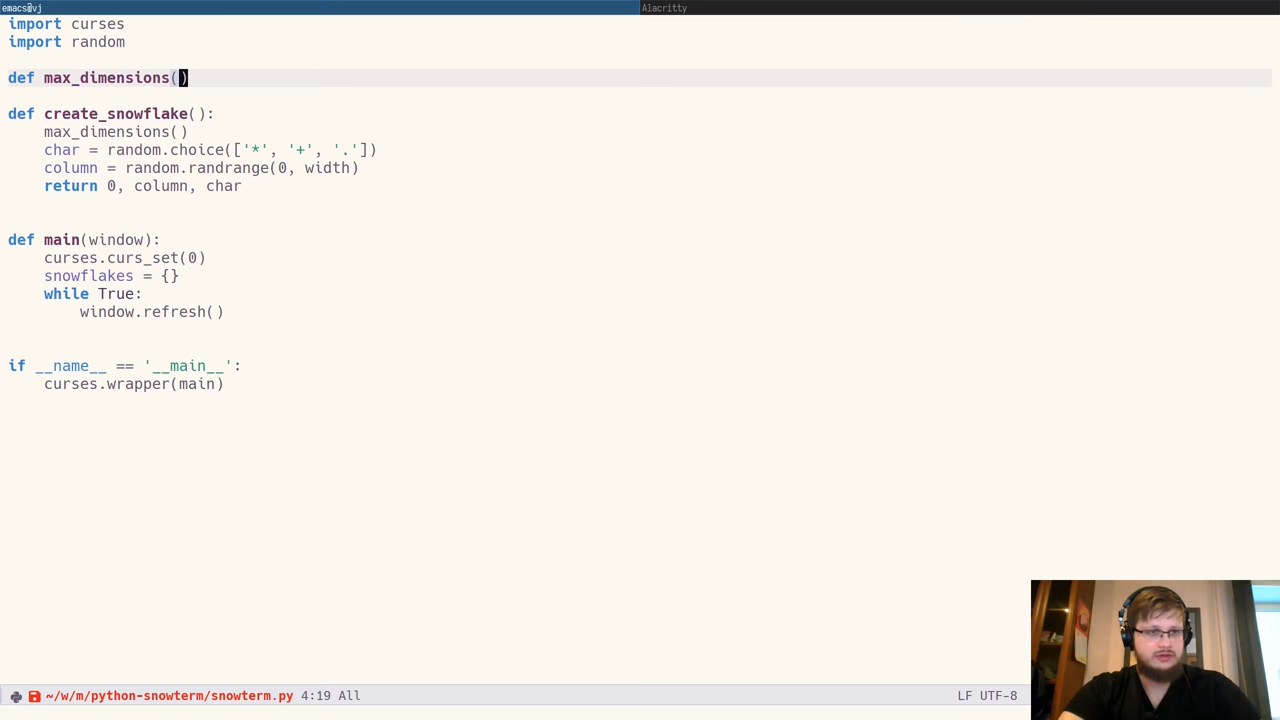 emacs@vj
Alacritty
import curses
import random
def max_dimensions()
def create_snowflake():
    max_dimensions()
    char = random.choice(['*', '+', '.'])
    column = random.randrange(0, width)
    return 0, column, char
def main(window):
    curses.curs_set(0)
    snowflakes = {}
    while True:
        window.refresh()
if __name__ == '__main__':
    curses.wrapper(main)
~/w/m/python-snowterm/snowterm.py 4:19 All
LF UTF-8